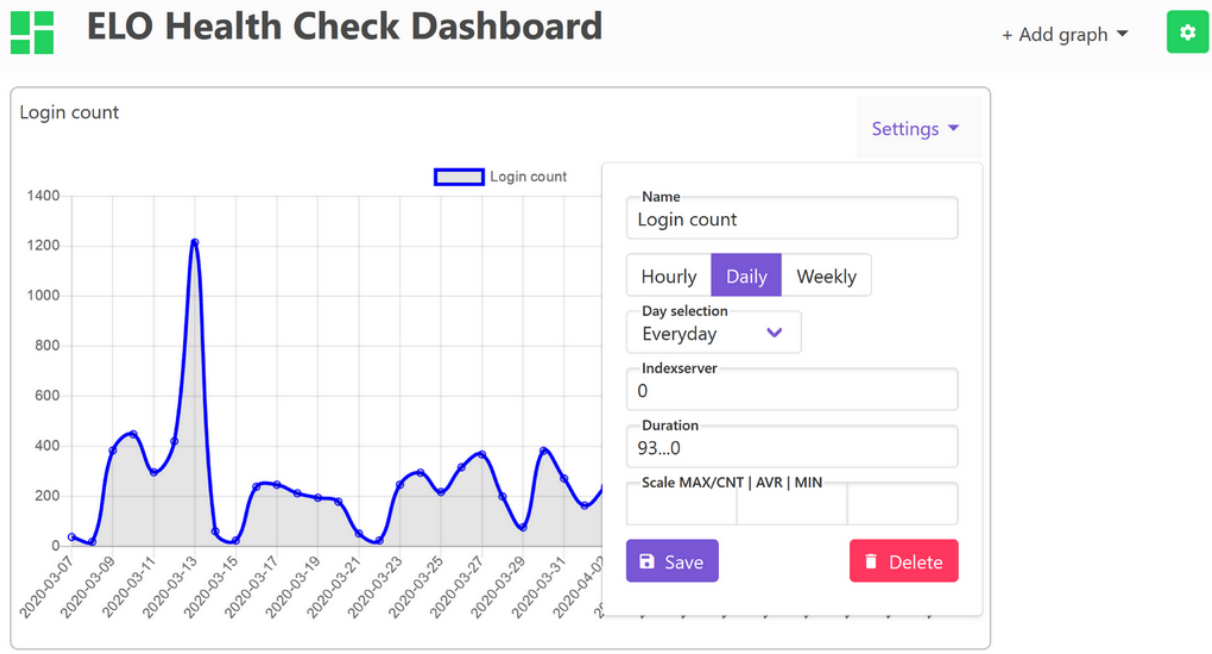 ELO Health Check Dashboard
+ Add graph
Login count
Settings
Login count
1400
1200
1000
800
600
400
200
0
2020-03-07
2020-03-09
2020-03-11
2020-03-13
2020-03-15
2020-03-17
2020-03-19
2020-03-21
2020-03-23
2020-03-25
2020-03-27
2020-03-29
2020-03-31
2020-04-02
Name
Login count
Hourly Daily Weekly
Day selection
Everyday
Indexserver
0
Duration
93...0
Scale MAX/CNT | AVR | MIN
Save Delete